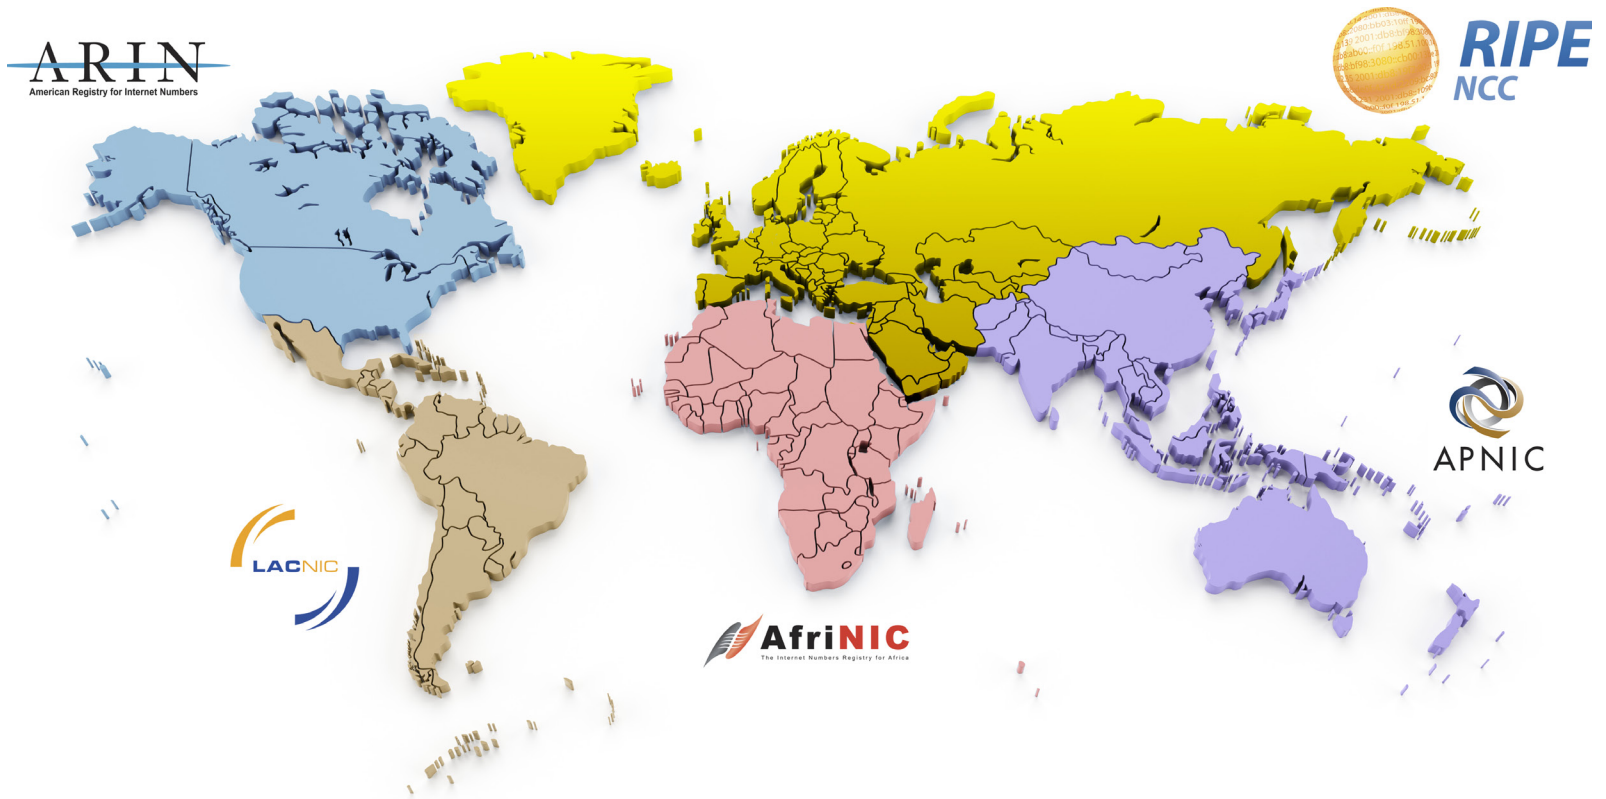 ARIN
American Registry for Internet Numbers
RIPE
NCC
APNIC
LACNIC
AfriNIC
The Internet Numbers Registry for Africa